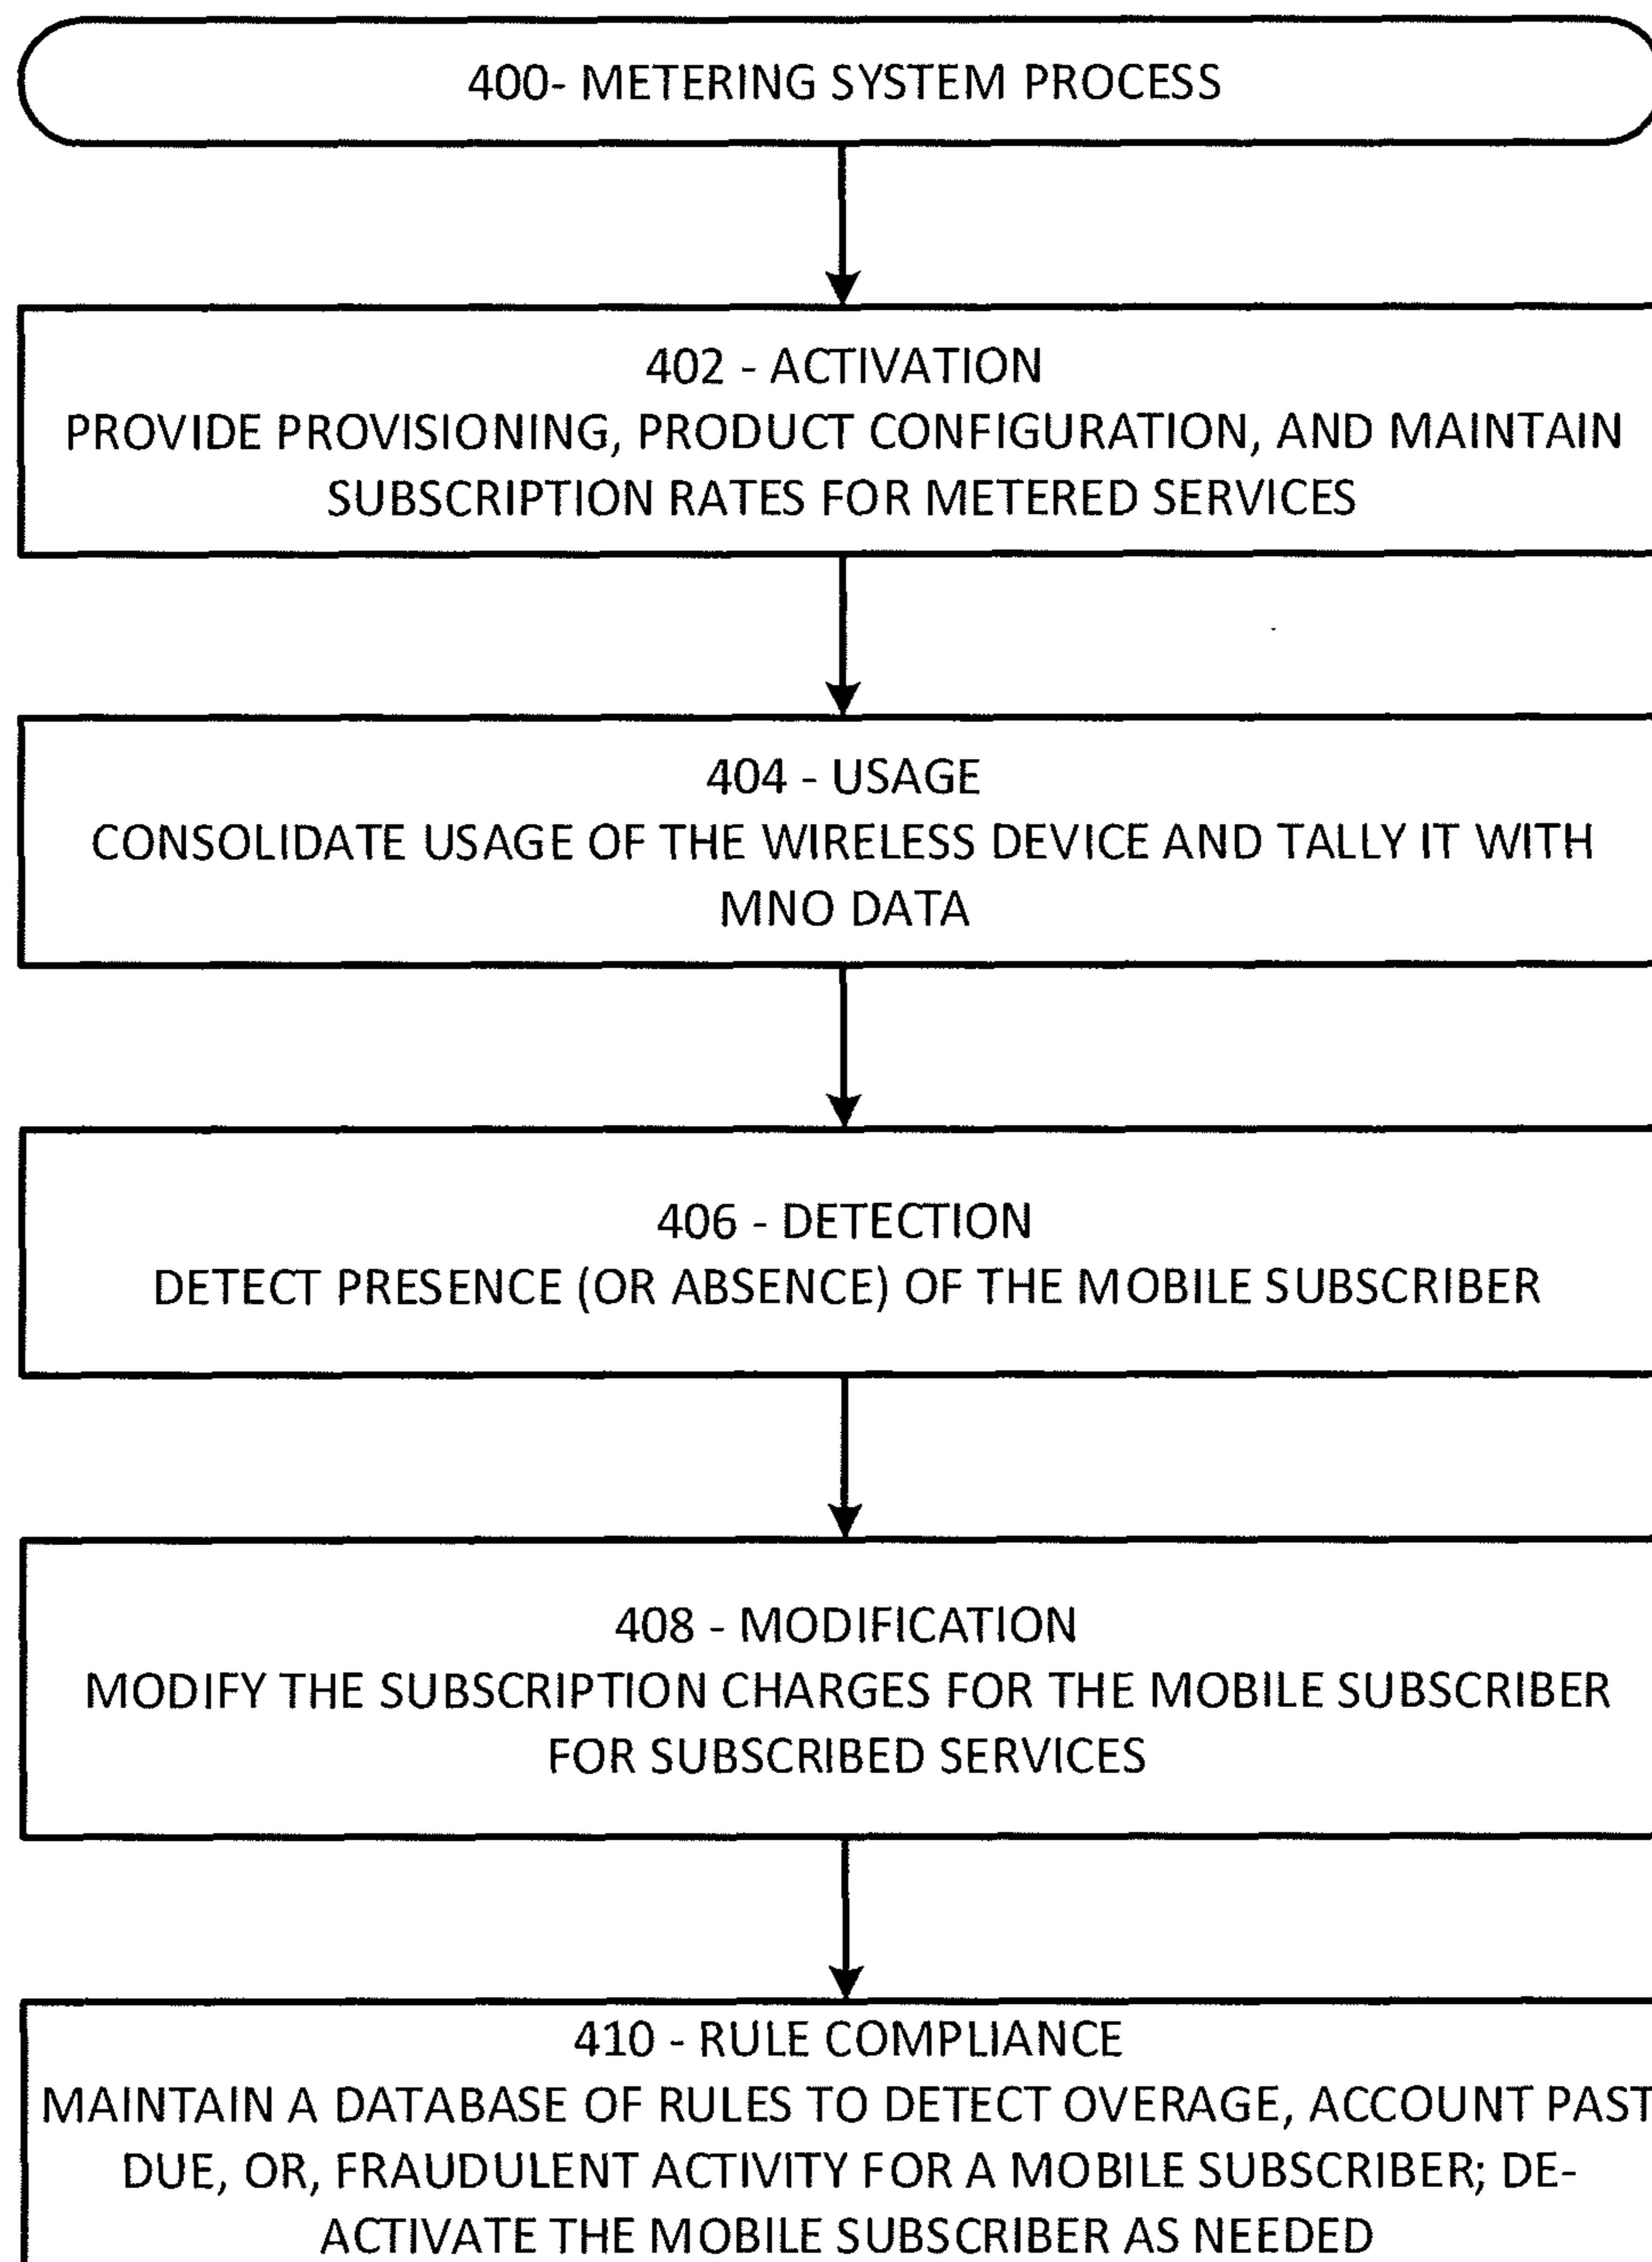 400- METERING SYSTEM PROCESS
402 - ACTIVATION
PROVIDE PROVISIONING, PRODUCT CONFIGURATION, AND MAINTAIN
SUBSCRIPTION RATES FOR METERED SERVICES
404 - USAGE
CONSOLIDATE USAGE OF THE WIRELESS DEVICE AND TALLY IT WITH
MNO DATA
406 - DETECTION
DETECT PRESENCE (OR ABSENCE) OF THE MOBILE SUBSCRIBER
408 - MODIFICATION
MODIFY THE SUBSCRIPTION CHARGES FOR THE MOBILE SUBSCRIBER
FOR SUBSCRIBED SERVICES
410 - RULE COMPLIANCE
MAINTAIN A DATABASE OF RULES TO DETECT OVERAGE, ACCOUNT PAST
DUE, OR, FRAUDULENT ACTIVITY FOR A MOBILE SUBSCRIBER; DE-
ACTIVATE THE MOBILE SUBSCRIBER AS NEEDED